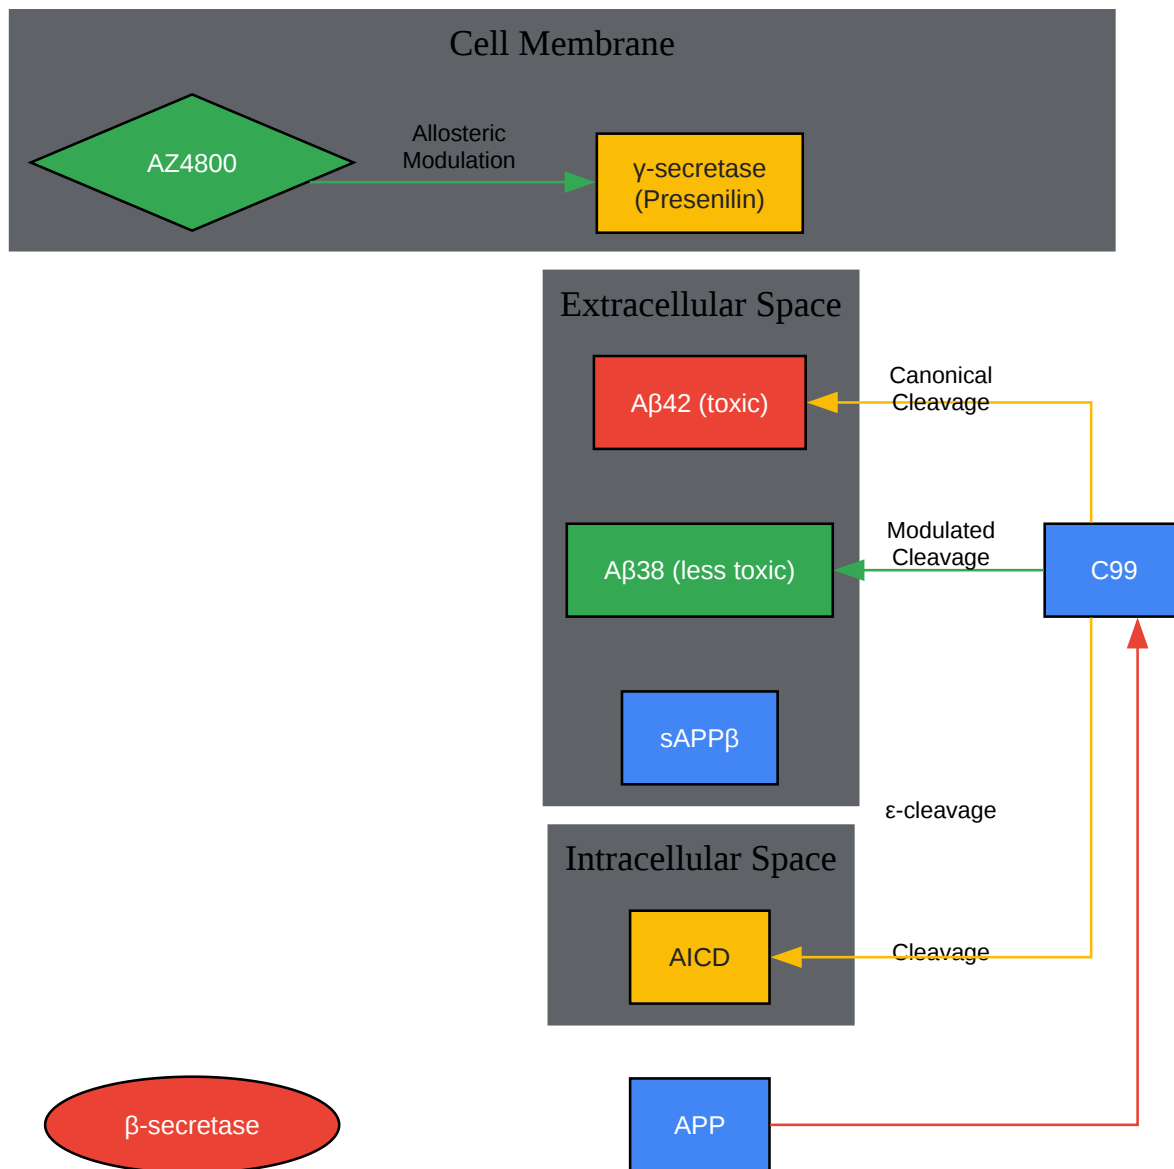 Cell Membrane
AZ4800
Allosteric
Modulation
γ-secretase
(Presenilin)
Extracellular Space
Aβ42 (toxic)
Canonical
Cleavage
Aβ38 (less toxic)
Modulated
Cleavage
C99
sAPPβ
ε-cleavage
Intracellular Space
AICD
Cleavage
β-secretase
APP